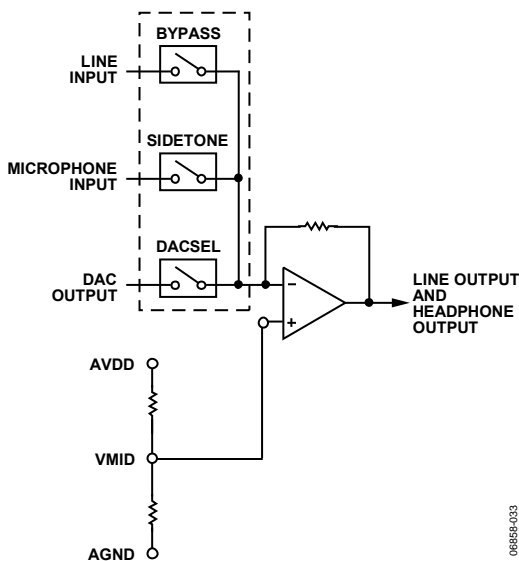 BYPASS
LINE
INPUT
SIDETONE
MICROPHONE
INPUT
DACSEL
DAC
OUTPUT
−
+
LINE OUTPUT
AND
HEADPHONE
OUTPUT
AVDD
VMID
AGND
06858-033